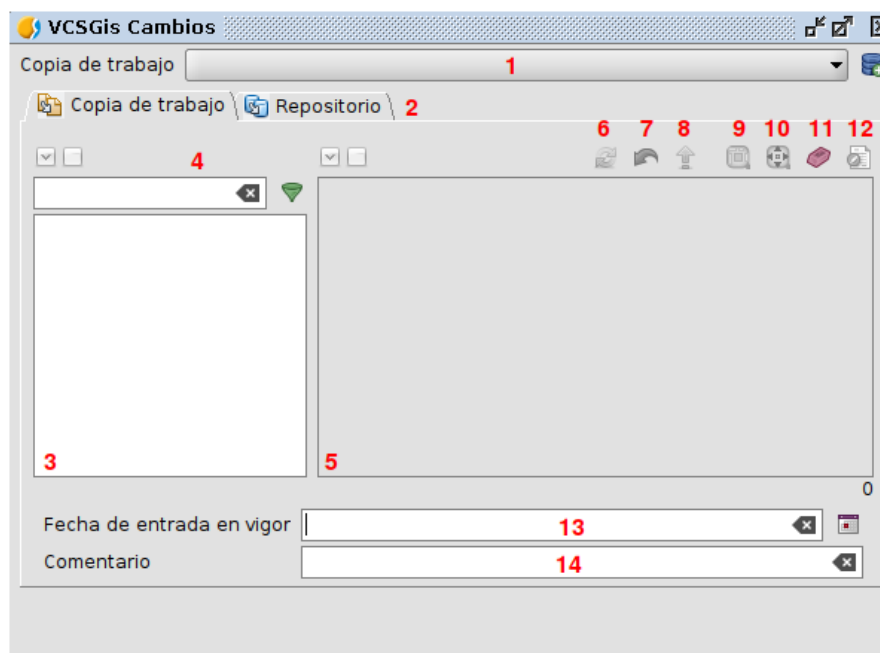 VCSGis Cambios
Copia de trabajo 1
Copia de trabajo Repositorio 2
6 7 8 9 10 11 12
4
3 5
0
Fecha de entrada en vigor 13
Comentario 14